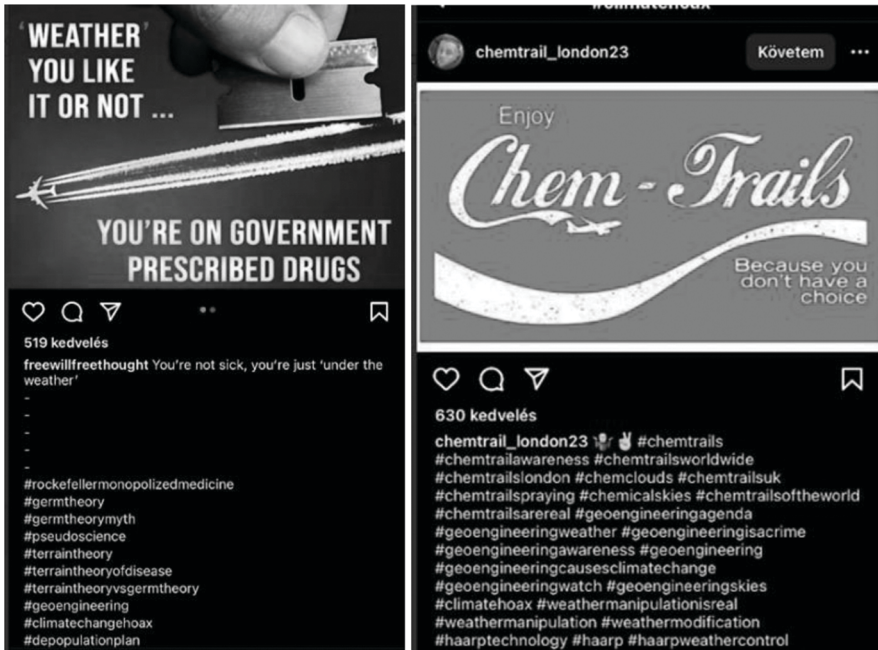 'WEATHER'
YOU LIKE
IT OR NOT ...
YOU'RE ON GOVERNMENT
PRESCRIBED DRUGS
519 kedvelés
freewillfreethought You're not sick, you're just 'under the
weather'
-
-
-
-
-
#rockefellermonopolizedmedicine
#germtheory
#germtheorymyth
#pseudoscience
#terraintheory
#terraintheoryofdisease
#terraintheoryvsgermtheory
#geoengineering
#climatechangehoax
#depopulationplan
#climatehoax
chemtrail_london23
Követem
Enjoy
Chem-Trails
Because you
don't have a
choice
630 kedvelés
chemtrail_london23 🤷 ✌ #chemtrails
#chemtrailawareness #chemtrailsworldwide
#chemtrailslondon #chemclouds #chemtrailsuk
#chemtrailspraying #chemicalskies #chemtrailsoftheworld
#chemtrailsarereal #geoengineeringagenda
#geoengineeringweather #geoengineeringisacrime
#geoengineeringawareness #geoengineering
#geoengineeringcausesclimatechange
#geoengineeringwatch #geoengineeringskies
#climatehoax #weathermanipulationisreal
#weathermanipulation #weathermodification
#haarptechnology #haarp #haarpweathercontrol